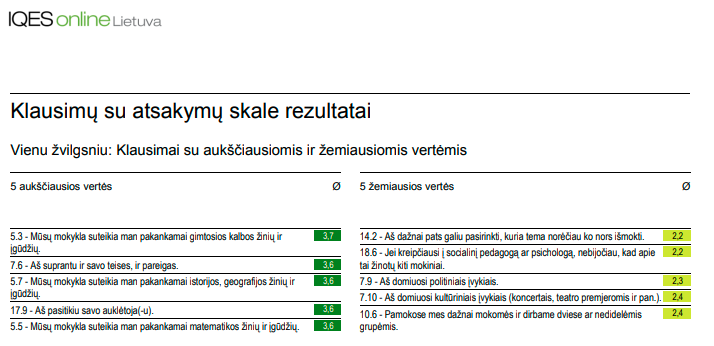 IQES online Lietuva
Klausimų su atsakymų skale rezultatai
Vienu žvilgsniu: Klausimai su aukščiausiomis ir žemiausiomis vertėmis
5 aukščiausios vertės Ø
5.3 - Mūsų mokykla suteikia man pakankamai gimtosios kalbos žinių ir 3,7
įgūdžių.
7.6 - Aš suprantu ir savo teises, ir pareigas. 3,6
5.7 - Mūsų mokykla suteikia man pakankamai istorijos, geografijos žinių ir 3,6
įgūdžių.
17.9 - Aš pasitikiu savo auklėtoja(-u). 3,6
5.5 - Mūsų mokykla suteikia man pakankamai matematikos žinių ir įgūdžių. 3,6
5 žemiausios vertės Ø
14.2 - Aš dažnai pats galiu pasirinkti, kuria tema norėčiau ko nors išmokti. 2,2
18.6 - Jei kreipčiausi į socialinį pedagogą ar psichologą, nebijočiau, kad apie 2,2
tai žinotų kiti mokiniai.
7.9 - Aš domiuosi politiniais įvykiais. 2,3
7.10 - Aš domiuosi kultūriniais įvykiais (koncertais, teatro premjeromis ir pan.). 2,4
10.6 - Pamokose mes dažnai mokomės ir dirbame dviese ar nedidelėmis 2,4
grupėmis.